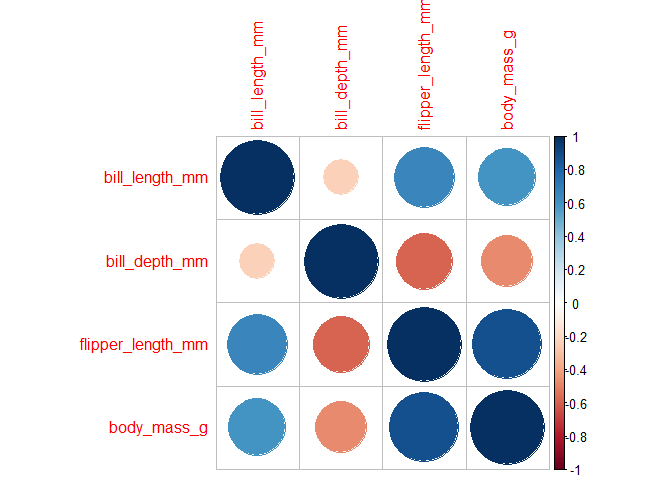 bill_length_mm
bill_depth_mm
flipper_length_mm
body_mass_g
bill_length_mm
bill_depth_mm
flipper_length_mm
body_mass_g
1
0.8
0.6
0.4
0.2
0
-0.2
-0.4
-0.6
-0.8
-1